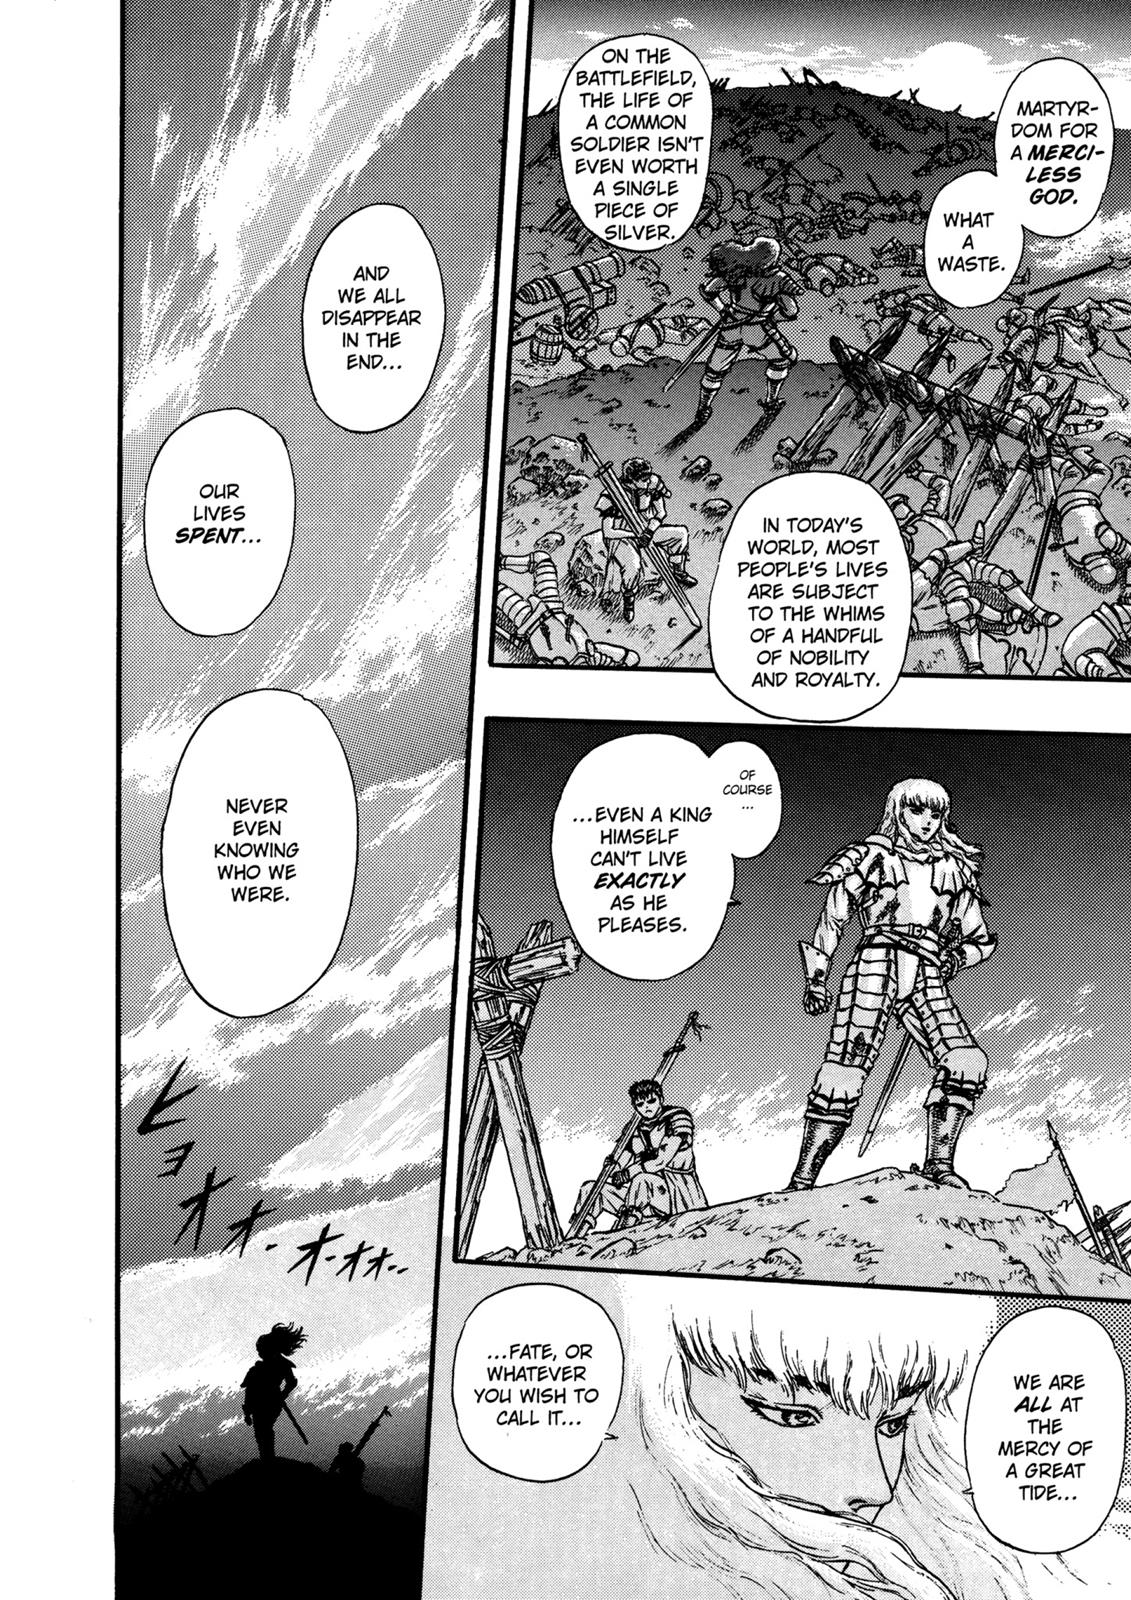 MARTYR-
DOM FOR
A MERCI-
LESS
GOD.
WHAT
A
WASTE.
ON THE
BATTLEFIELD,
THE LIFE OF
A COMMON
SOLDIER ISN'T
EVEN WORTH
A SINGLE
PIECE OF
SILVER.
IN TODAY'S
WORLD, MOST
PEOPLE'S LIVES
ARE SUBJECT
TO THE WHIMS
OF A HANDFUL
OF NOBILITY
AND ROYALTY.
OF
COURSE
...
...EVEN A KING
HIMSELF
CAN'T LIVE
EXACTLY
AS HE
PLEASES.
WE ARE
ALL AT
THE
MERCY OF
A GREAT
TIDE...
...FATE, OR
WHATEVER
YOU WISH TO
CALL IT...
AND
WE ALL
DISAPPEAR
IN THE
END...
OUR
LIVES
SPENT...
NEVER
EVEN
KNOWING
WHO WE
WERE.
ヒョオオオオオ